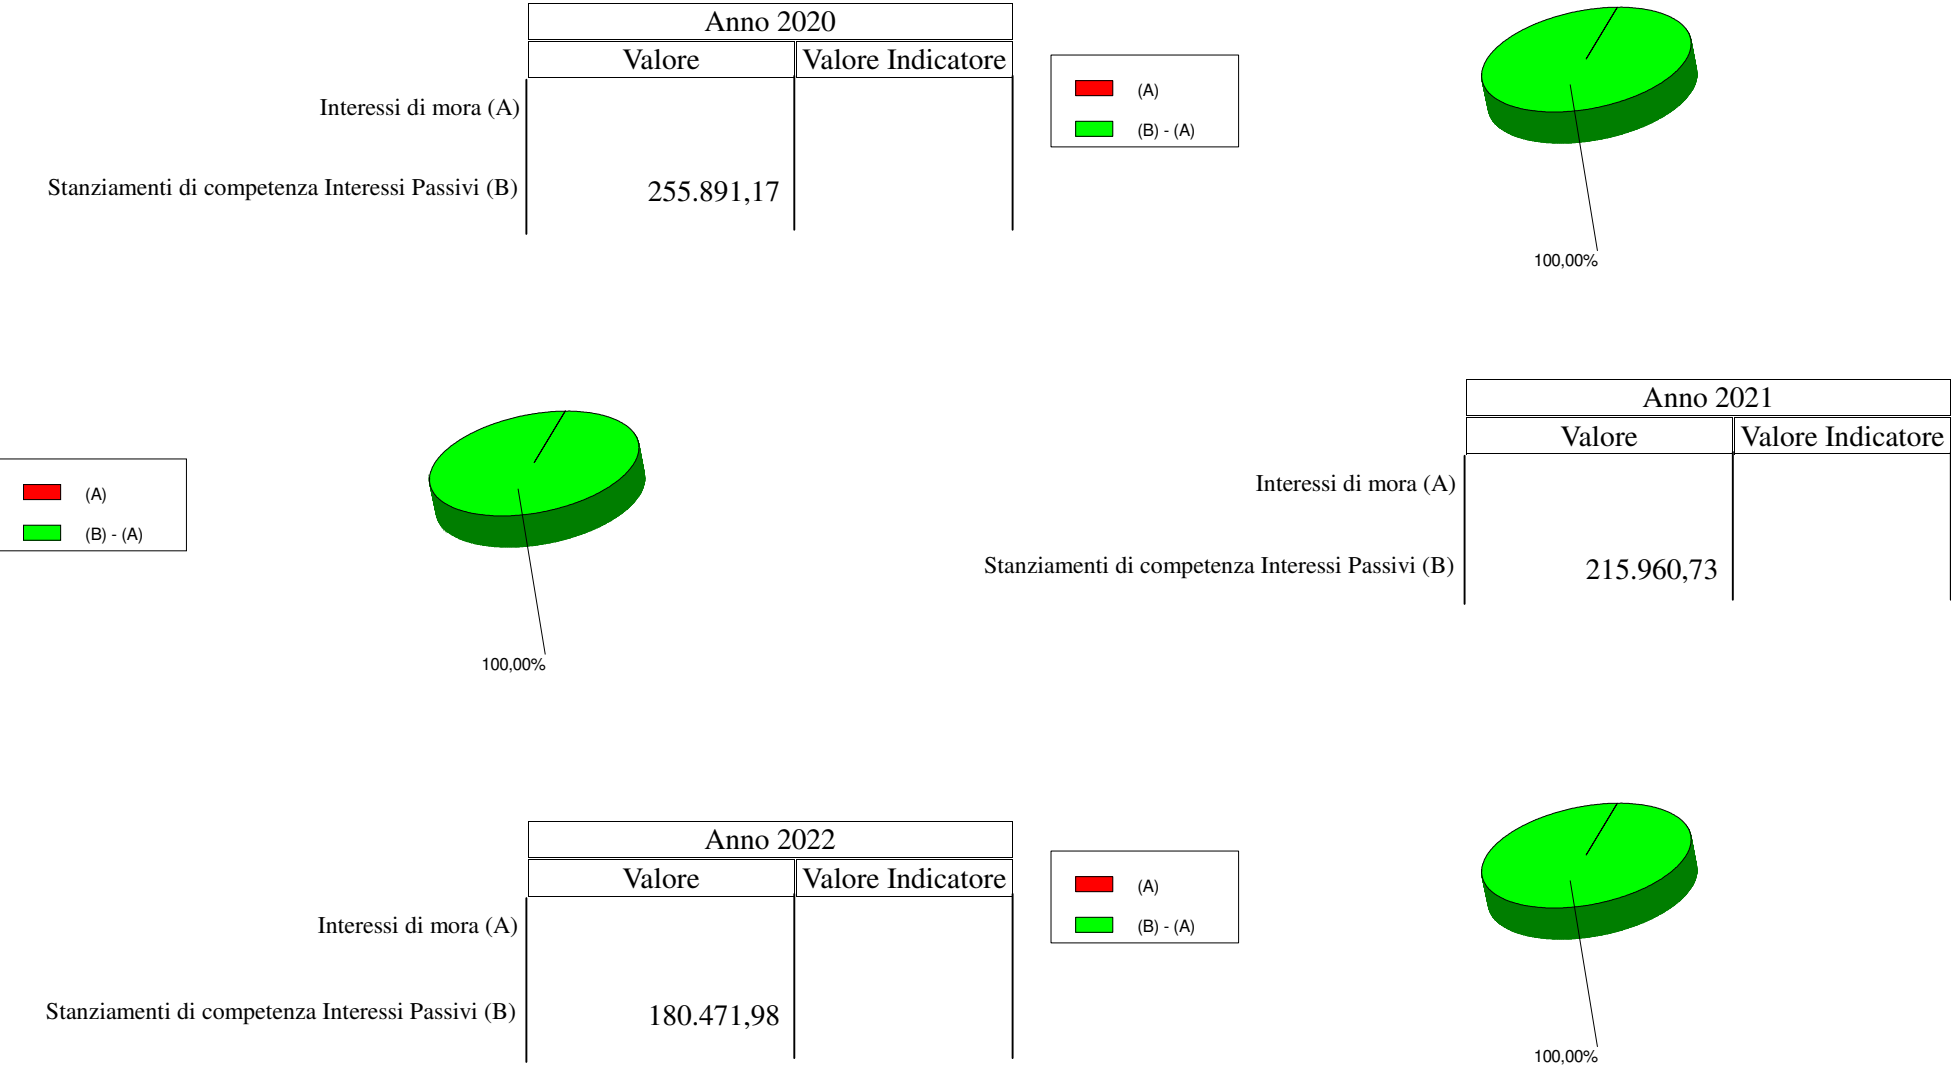 Anno 2020
Valore Valore Indicatore
Interessi di mora (A)
Stanziamenti di competenza Interessi Passivi (B) 255.891,17
(A)
(B) - (A)
100,00%
Anno 2021
Valore Valore Indicatore
Interessi di mora (A)
Stanziamenti di competenza Interessi Passivi (B) 215.960,73
(A)
(B) - (A)
100,00%
Anno 2022
Valore Valore Indicatore
Interessi di mora (A)
Stanziamenti di competenza Interessi Passivi (B) 180.471,98
(A)
(B) - (A)
100,00%